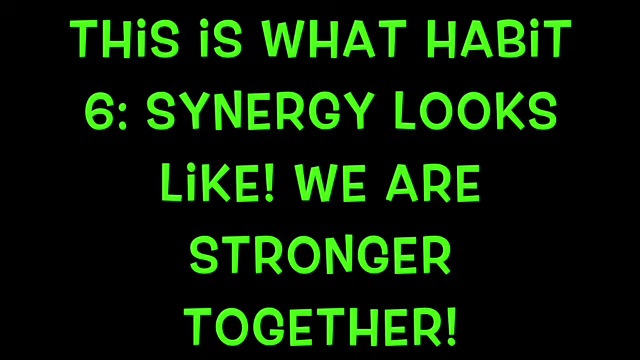 THiS iS WHAT HABiT
6: SYNERGY LOOKS
LiKE! WE ARE
STRONGER
TOGETHER!